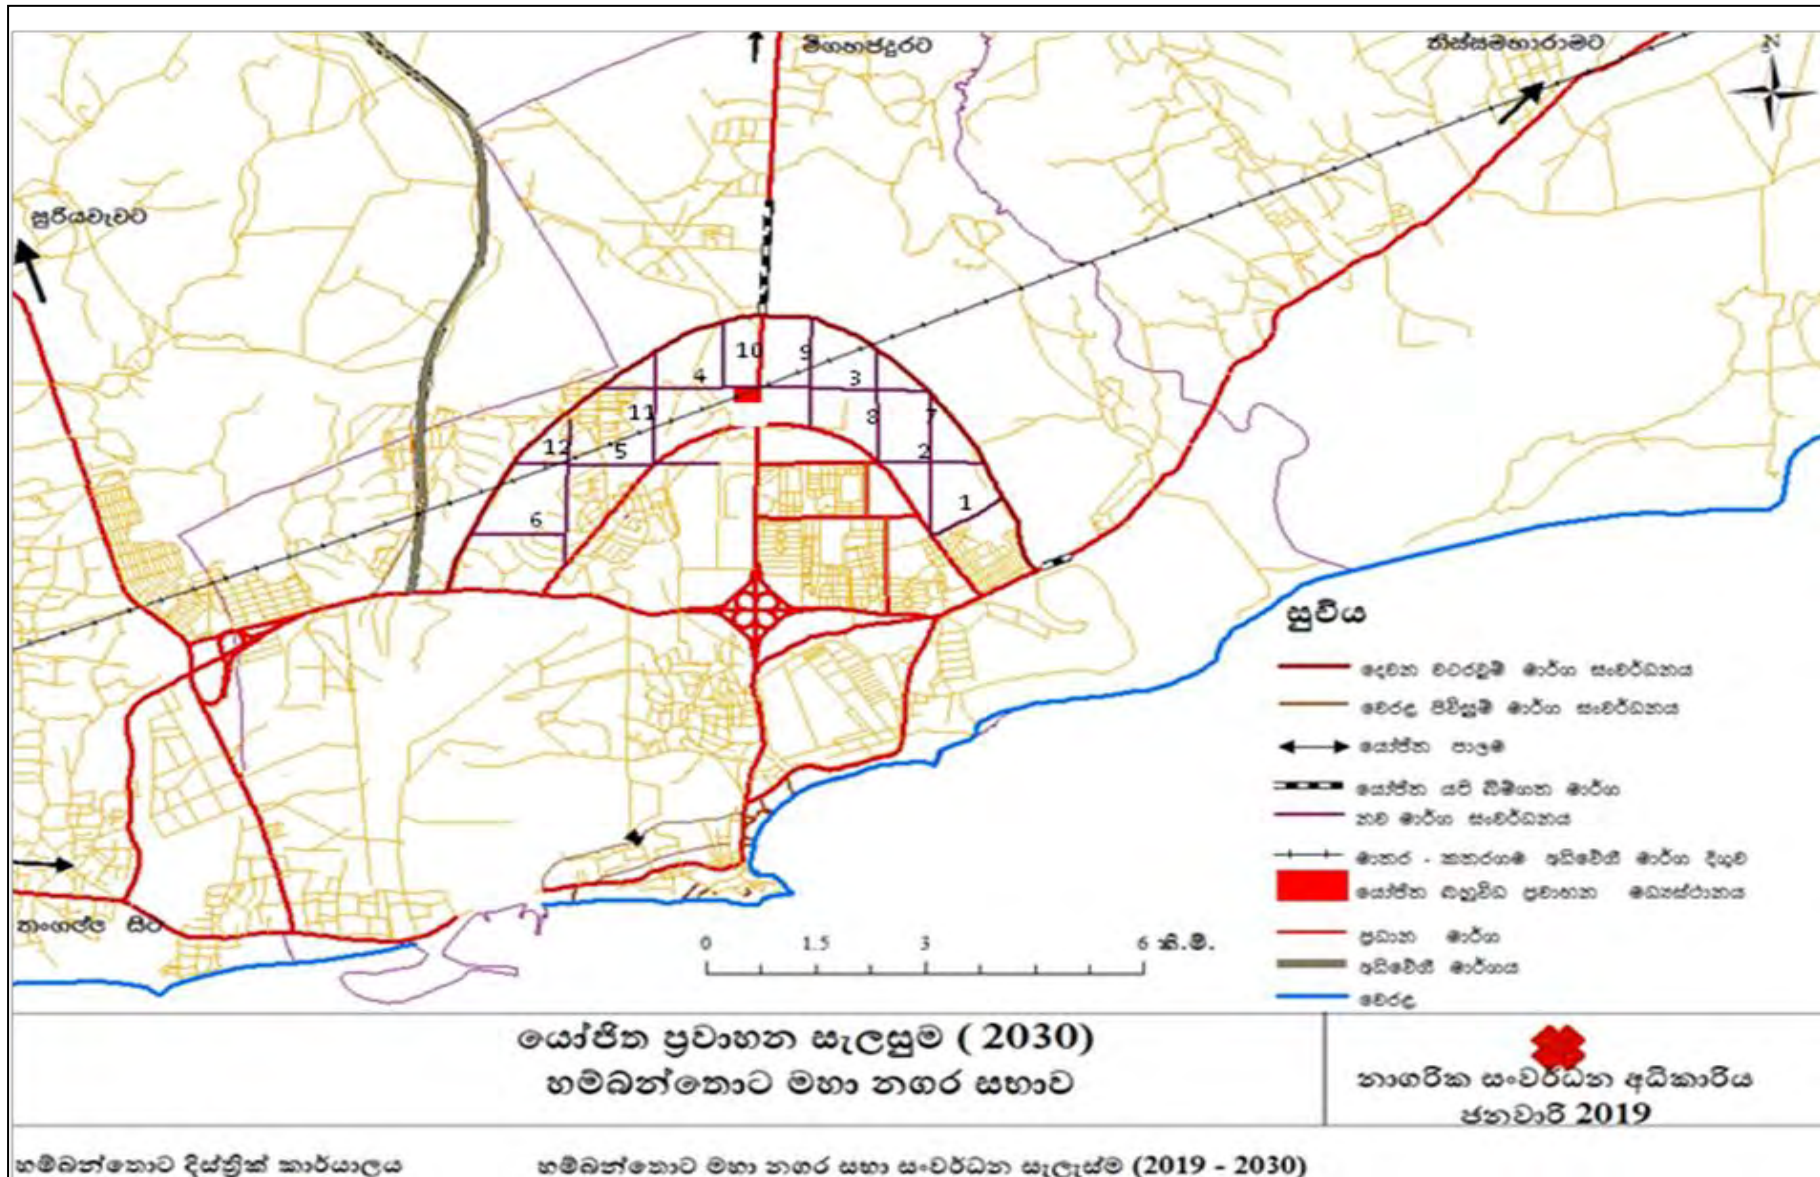 මීගහජඳුරට
තිස්සමහාරාමට
N
සූරියවැවට
10
9
4
3
11
8
7
12
5
2
1
6
තංගල්ල සිට
0 1.5 3 6 කි.මී.
සූචිය
දෙවන වටරවුම් මාර්ග සංවර්ධනය
වෙරළ පිවිසුම් මාර්ග සංවර්ධනය
යෝජිත පාලම
යෝජිත යටි බිම්ගත මාර්ග
නව මාර්ග සංවර්ධනය
මාතර - කතරගම අධිවේගී මාර්ග දිගුව
යෝජිත බහුවිධ ප්‍රවාහන මධ්‍යස්ථානය
ප්‍රධාන මාර්ග
අධිවේගී මාර්ගය
වෙරළ
යෝජිත ප්‍රවාහන සැලසුම ( 2030)
හම්බන්තොට මහා නගර සභාව
නාගරික සංවර්ධන අධිකාරිය
ජනවාරි 2019
හම්බන්තොට දිස්ත්‍රික් කාර්යාලය
හම්බන්තොට මහා නගර සභා සංවර්ධන සැලැස්ම (2019 - 2030)